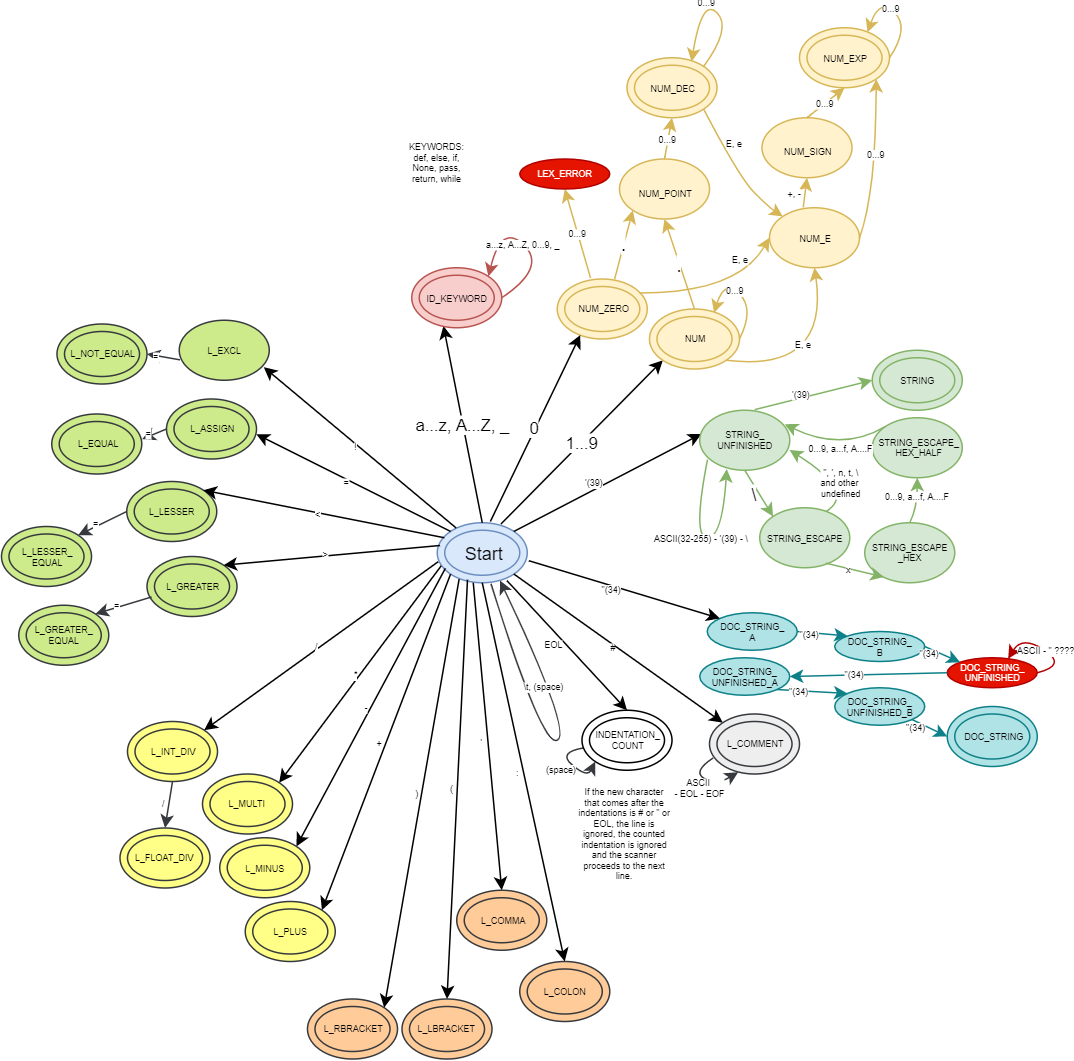 0...9
0...9
NUM_EXP
NUM_DEC
0...9
0...9
E, e
NUM_SIGN
0...9
KEYWORDS:
def, else, if,
None, pass,
return, while
LEX_ERROR
NUM_POINT
+, -
0...9
.
NUM_E
a...z, A...Z, 0...9, _
E, e
.
ID_KEYWORD
0...9
NUM_ZERO
NUM
E, e
L_NOT_EQUAL
=
L_EXCL
STRING
'(39)
a...z, A...Z, _
0
1...9
L_EQUAL
=
L_ASSIGN
!
STRING_
UNFINISHED
0...9, a...f, A....F
STRING_ESCAPE_
HEX_HALF
'', ', n, t, \
and other
undefined
=
'(39)
\
0...9, a...f, A....F
L_LESSER
<
=
ASCII(32-255) - '(39) - \
STRING_ESCAPE
STRING_ESCAPE
_HEX
x
L_LESSER_
EQUAL
>
Start
L_GREATER
=
L_GREATER_
EQUAL
''(34)
DOC_STRING_
A
''(34)
DOC_STRING_
B
''(34)
ASCII - '' ????
DOC_STRING_
UNFINISHED
/
*
EOL
#
\t, (space)
DOC_STRING_
UNFINISHED_A
''(34)
''(34)
DOC_STRING_
UNFINISHED_B
''(34)
DOC_STRING
-
+
.
:
INDENTATION_
COUNT
(space)
L_COMMENT
ASCII
- EOL - EOF
L_INT_DIV
/
L_MULTI
)
(
If the new character
that comes after the
indentations is # or '' or
EOL, the line is
ignored, the counted
indentation is ignored
and the scanner
proceeds to the next
line.
L_FLOAT_DIV
L_MINUS
L_PLUS
L_COMMA
L_COLON
L_RBRACKET
L_LBRACKET